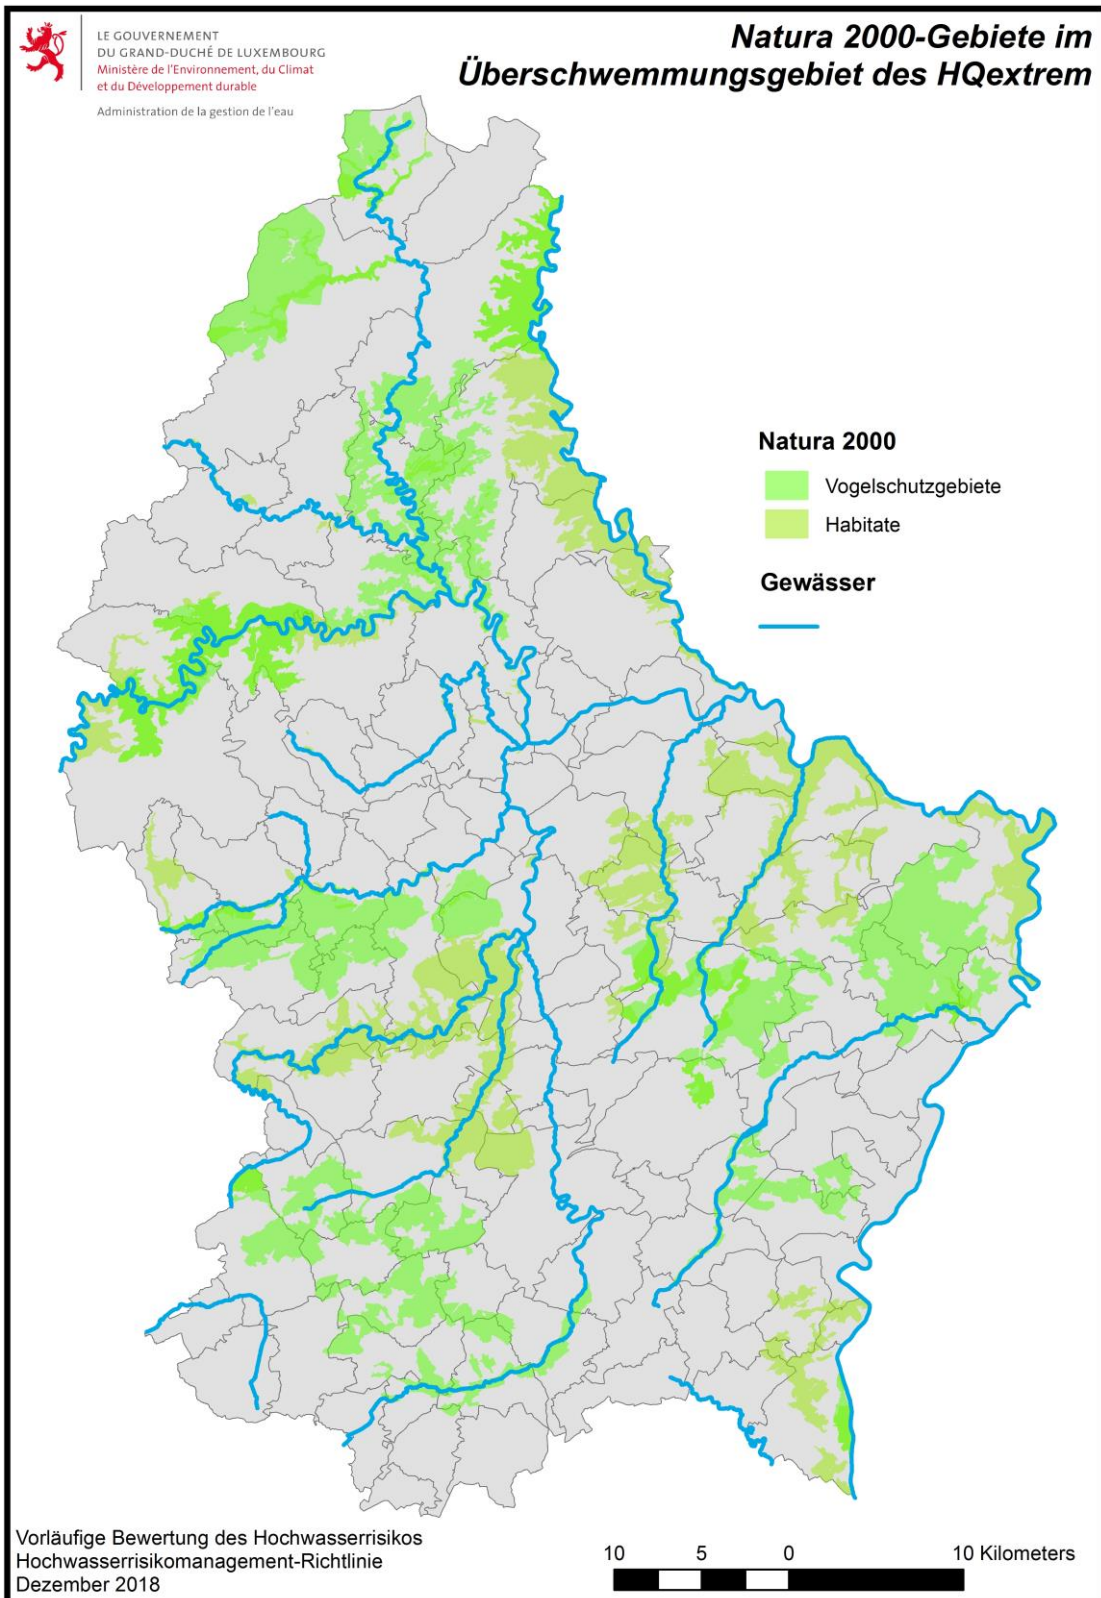 LE GOUVERNEMENT
DU GRAND-DUCHÉ DE LUXEMBOURG
Ministère de l'Environnement, du Climat
et du Développement durable
Administration de la gestion de l'eau
Natura 2000-Gebiete im
Überschwemmungsgebiet des HQextrem
Natura 2000
Vogelschutzgebiete
Habitate
Gewässer
Vorläufige Bewertung des Hochwasserrisikos
Hochwasserrisikomanagement-Richtlinie
Dezember 2018
10 5 0 10 Kilometers